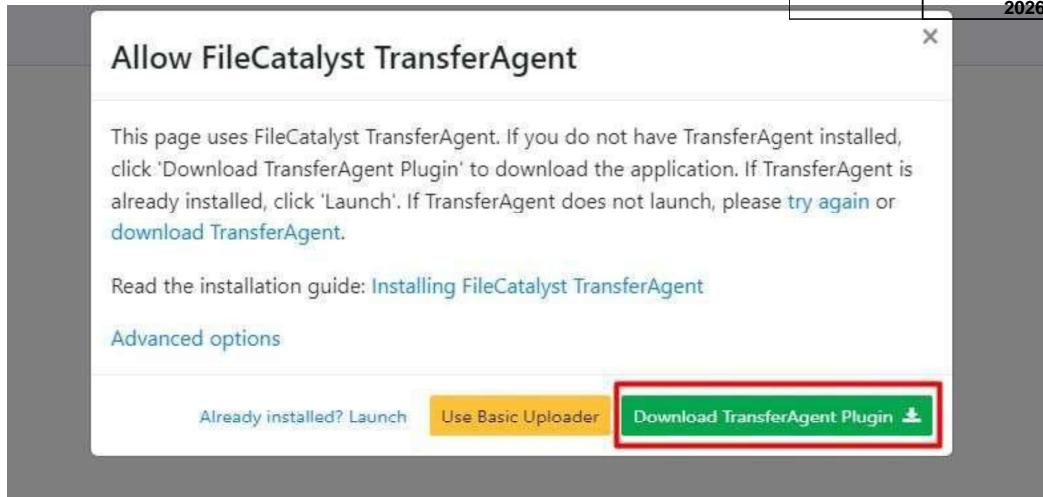 2026
Allow FileCatalyst TransferAgent
×
This page uses FileCatalyst TransferAgent. If you do not have TransferAgent installed,
click 'Download TransferAgent Plugin' to download the application. If TransferAgent is
already installed, click 'Launch'. If TransferAgent does not launch, please try again or
download TransferAgent.
Read the installation guide: Installing FileCatalyst TransferAgent
Advanced options
Already installed? Launch Use Basic Uploader Download TransferAgent Plugin